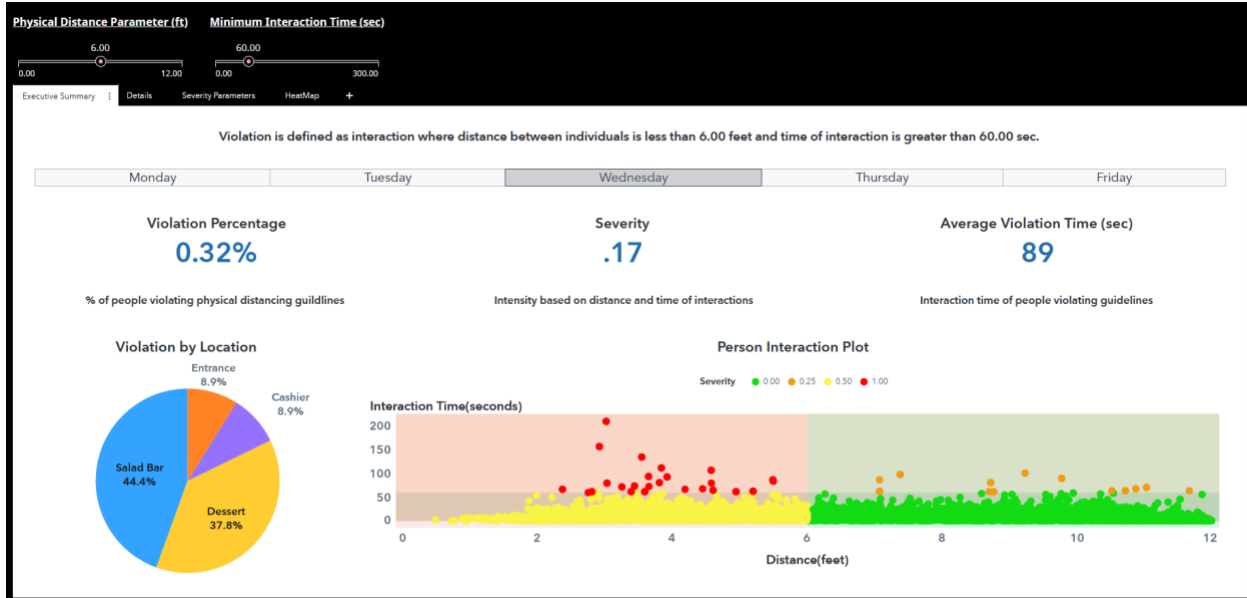 Physical Distance Parameter (ft) Minimum Interaction Time (sec)
6.00 60.00
0.00 12.00 0.00 300.00
Executive Summary Details Severity Parameters HeatMap +
Violation is defined as interaction where distance between individuals is less than 6.00 feet and time of interaction is greater than 60.00 sec.
Monday Tuesday Wednesday Thursday Friday
Violation Percentage Severity Average Violation Time (sec)
0.32% .17 89
% of people violating physical distancing guildlines Intensity based on distance and time of interactions Interaction time of people violating guidelines
Violation by Location
Entrance
8.9%
Cashier
8.9%
Salad Bar
44.4%
Dessert
37.8%
Person Interaction Plot
Severity 0.00 0.25 0.50 1.00
Interaction Time(seconds)
200
150
100
50
0
0 2 4 6 8 10 12
Distance(feet)